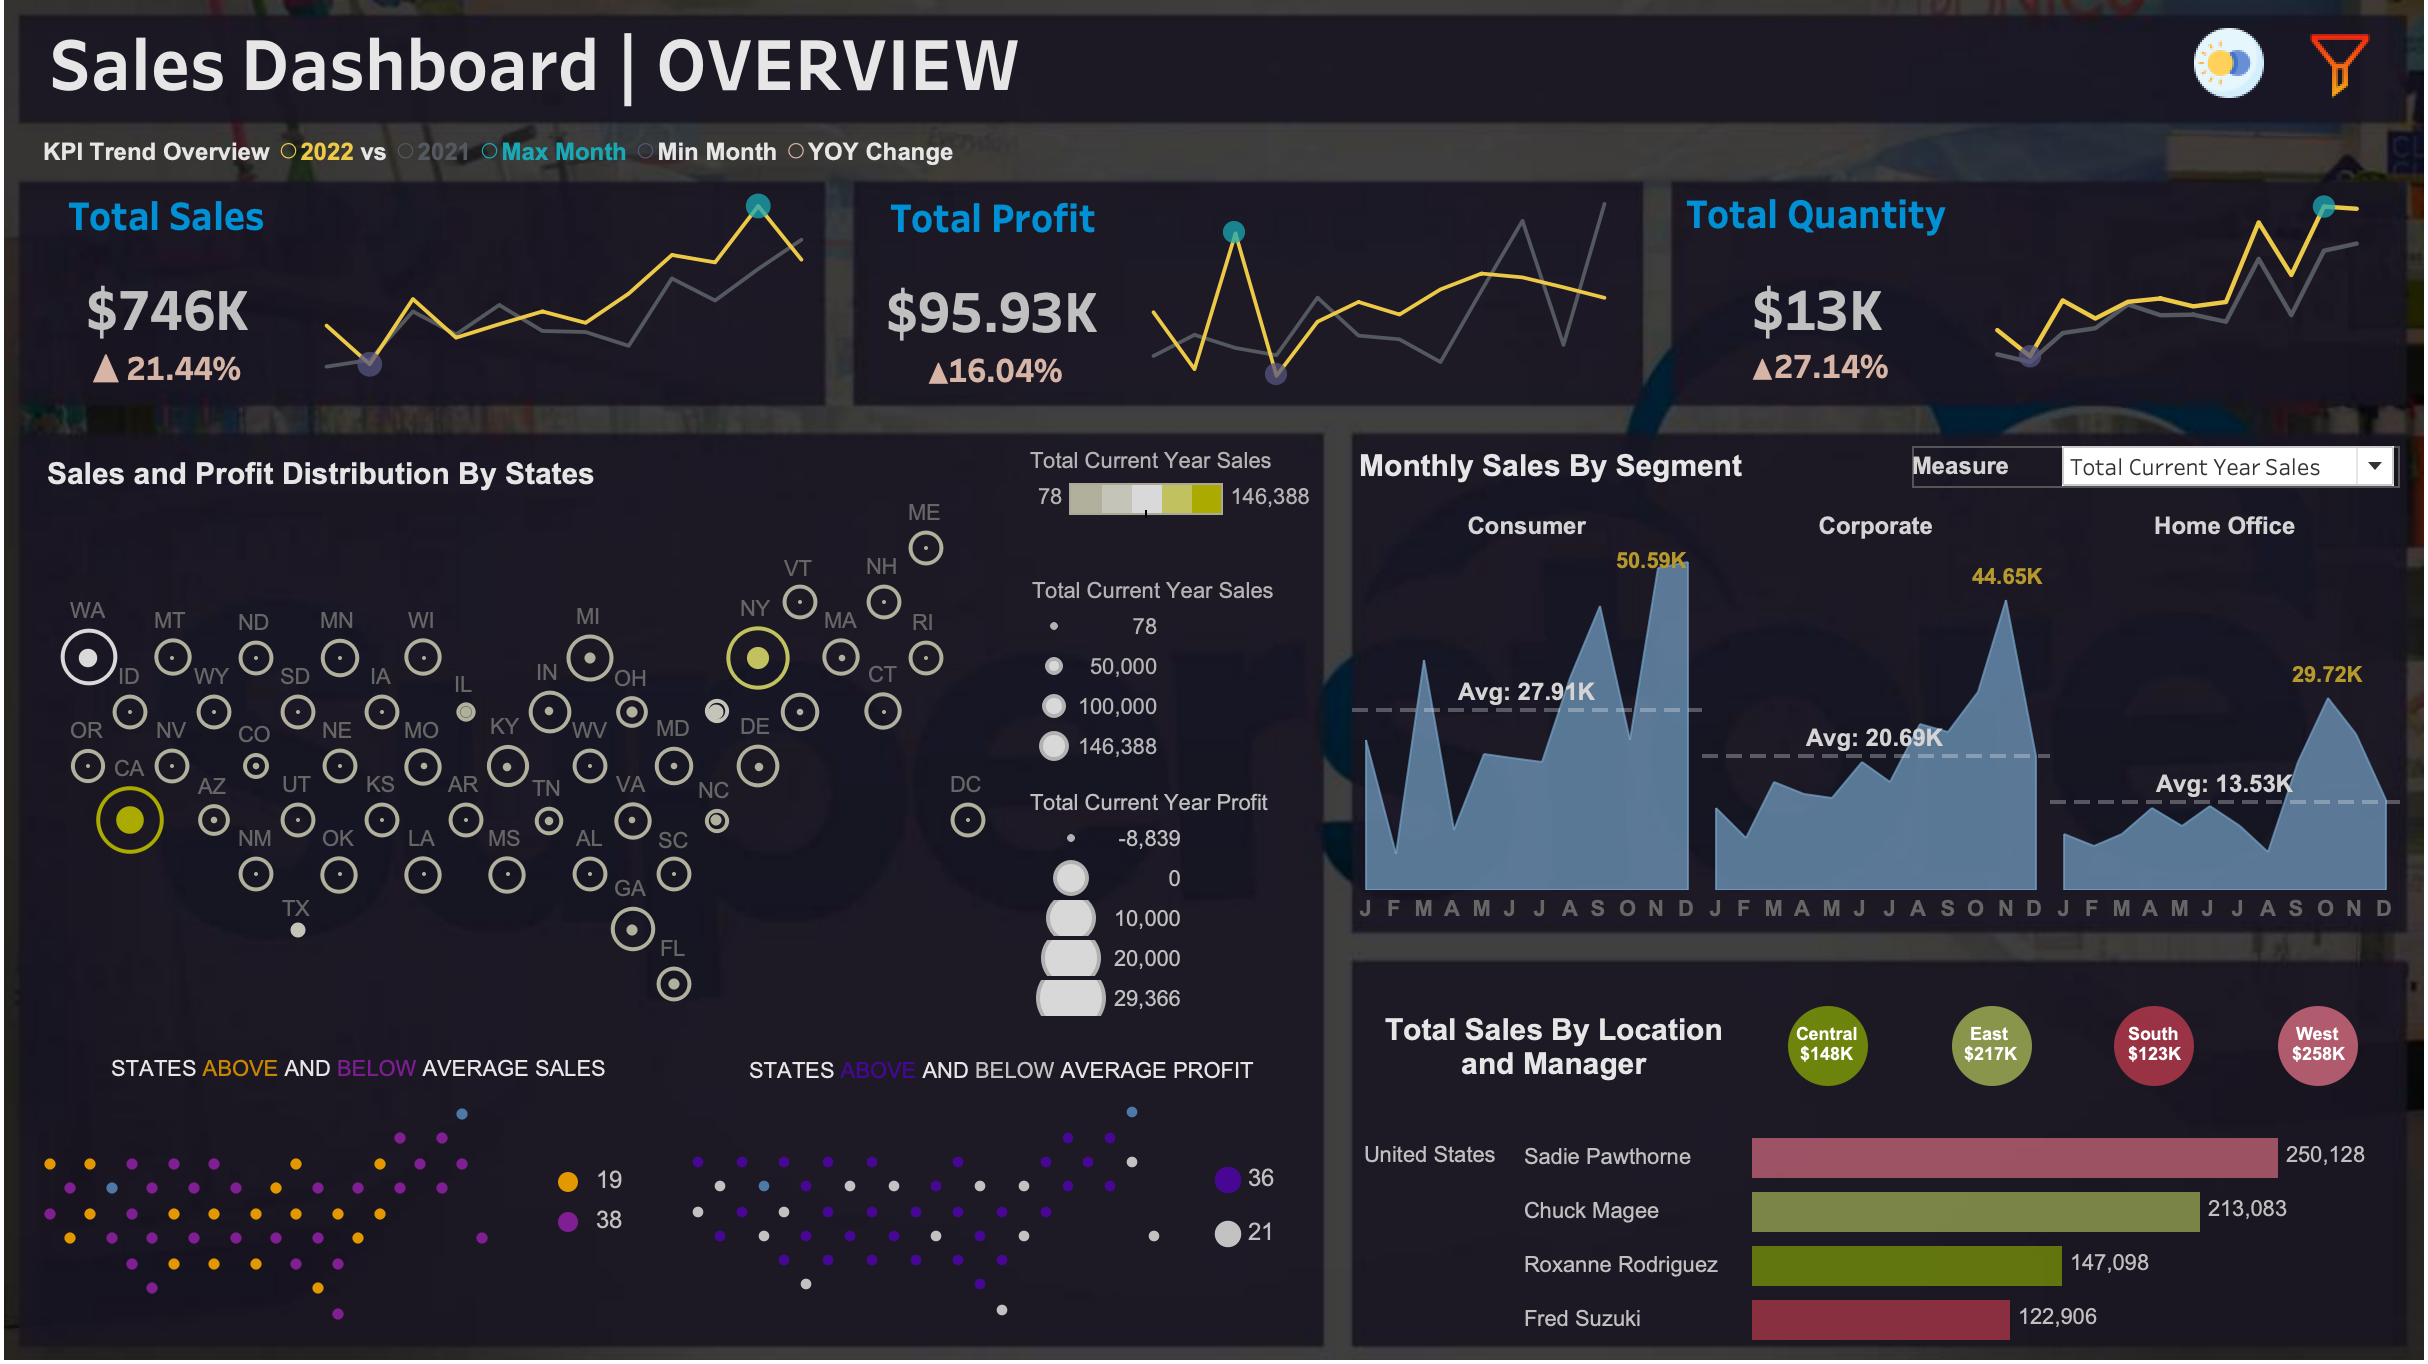 Sales Dashboard | OVERVIEW
KPI Trend Overview 2022 vs 2021 Max Month Min Month YOY Change
Total Sales
$746K
▲ 21.44%
Total Profit
$95.93K
▲16.04%
Total Quantity
$13K
▲27.14%
Sales and Profit Distribution By States
ME
VT NH
WA MT ND MN WI MI NY MA RI
ID WY SD IA IL IN OH CT
OR NV CO NE MO KY WV MD DE
CA AZ UT KS AR TN VA NC DC
NM OK LA MS AL SC
TX GA
FL
Total Current Year Sales
78 146,388
Total Current Year Sales
78
50,000
100,000
146,388
Total Current Year Profit
-8,839
0
10,000
20,000
29,366
STATES ABOVE AND BELOW AVERAGE SALES
19
38
STATES ABOVE AND BELOW AVERAGE PROFIT
36
21
Monthly Sales By Segment
Measure Total Current Year Sales
Consumer Corporate Home Office
50.59K
44.65K
29.72K
Avg: 27.91K
Avg: 20.69K
Avg: 13.53K
J F M A M J J A S O N D J F M A M J J A S O N D J F M A M J J A S O N D
Total Sales By Location
and Manager
Central
$148K
East
$217K
South
$123K
West
$258K
United States Sadie Pawthorne 250,128
Chuck Magee 213,083
Roxanne Rodriguez 147,098
Fred Suzuki 122,906